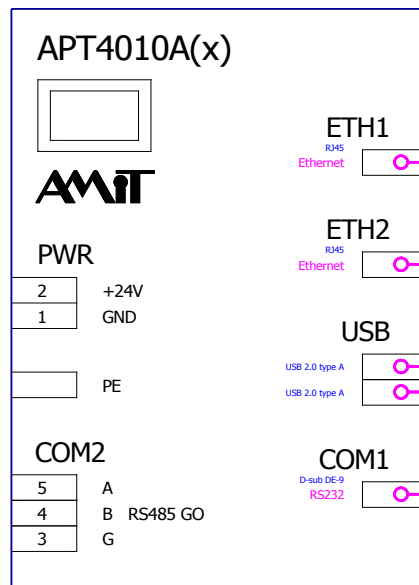 APT4010A(x)
AMiT
ETH1
RJ45
Ethernet
ETH2
RJ45
Ethernet
PWR
2 +24V
1 GND
PE
USB
USB 2.0 type A
USB 2.0 type A
COM2
5 A
4 B RS485 GO
3 G
COM1
D-sub DE-9
RS232